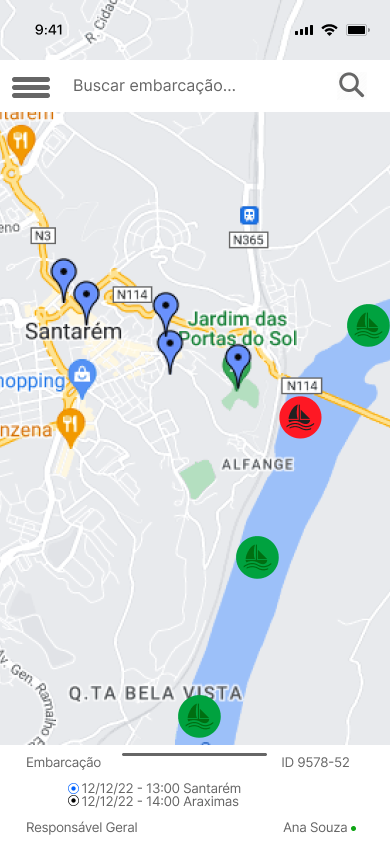 9:41
R. Cidad
Buscar embarcação...
ntarém
eno
N3
N365
N114
Santarém
Jardim das
Portas do Sol
hopping
N114
nzena
ALFANGE
Q.TA BELA VISTA
Av. Gen. Ramalho
Embarcação ID 9578-52
12/12/22 - 13:00 Santarém
12/12/22 - 14:00 Araximas
Responsável Geral Ana Souza